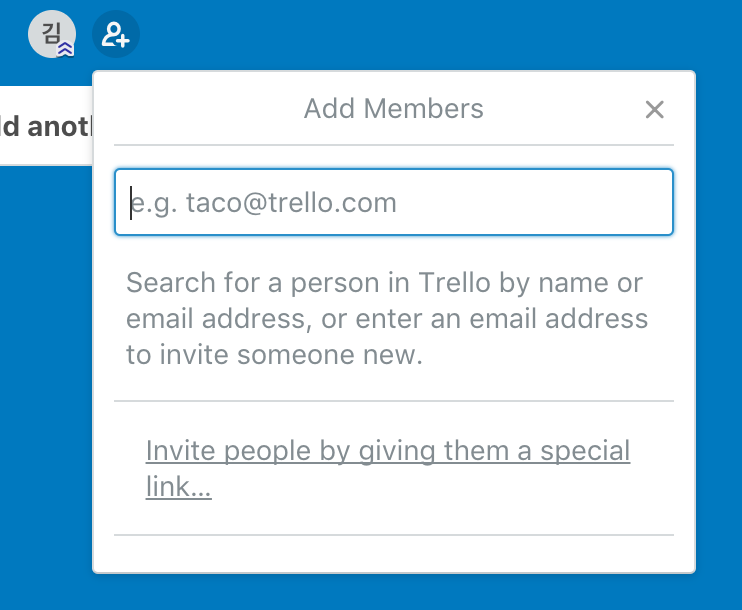 김
Add Members
ld anotl
e.g. taco@trello.com
Search for a person in Trello by name or
email address, or enter an email address
to invite someone new.
Invite people by giving them a special
link...